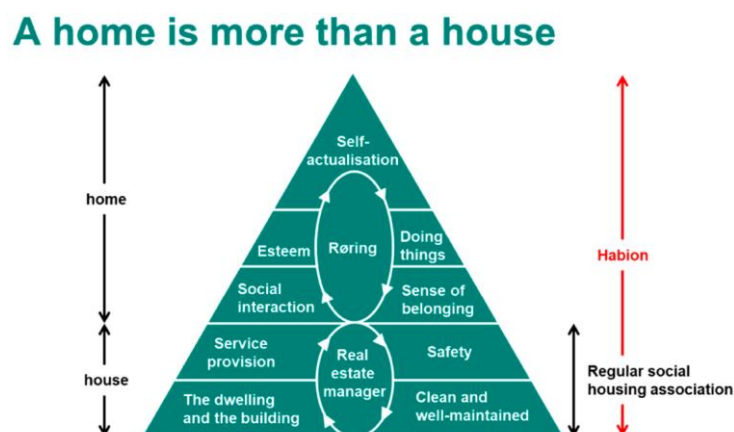 A home is more than a house
Self-
actualisation
home
Esteem
Røring
Doing
things
Habion
Social
interaction
Sense of
belonging
Service
provision
Real
estate
manager
Safety
house
Regular social
housing association
The dwelling
and the building
Clean and
well-maintained